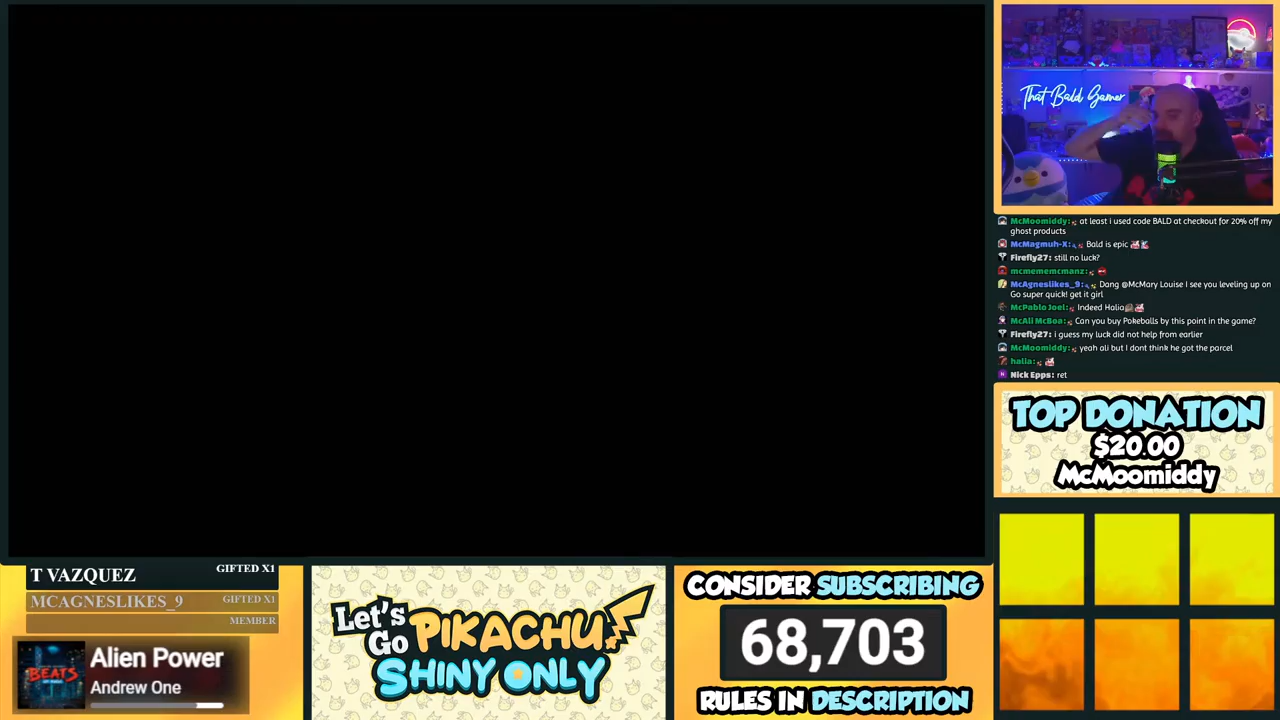 That Bald Gamer
McMoomiddy: at least i used code BALD at checkout for 20% off my
ghost products
McMagmuh-X: Bald is epic
Firefly27: still no luck?
mcmememcmanz:
McAgneslikes_9: Dang @McMary Louise I see you leveling up on
Go super quick! get it girl
McPablo Joel: Indeed Halia
McAli McBoa: Can you buy Pokeballs by this point in the game?
Firefly27: i guess my luck did not help from earlier
McMoomiddy: yeah ali but I dont think he got the parcel
halia:
Nick Epps: ret
TOP DONATION
$20.00
McMoomiddy
T VAZQUEZ GIFTED X1
MCAGNESLIKES_9 GIFTED X1
MEMBER
BEATS
Alien Power
Andrew One
Let's
Go PIKACHU
SHINY ONLY
CONSIDER SUBSCRIBING
68,703
RULES IN DESCRIPTION